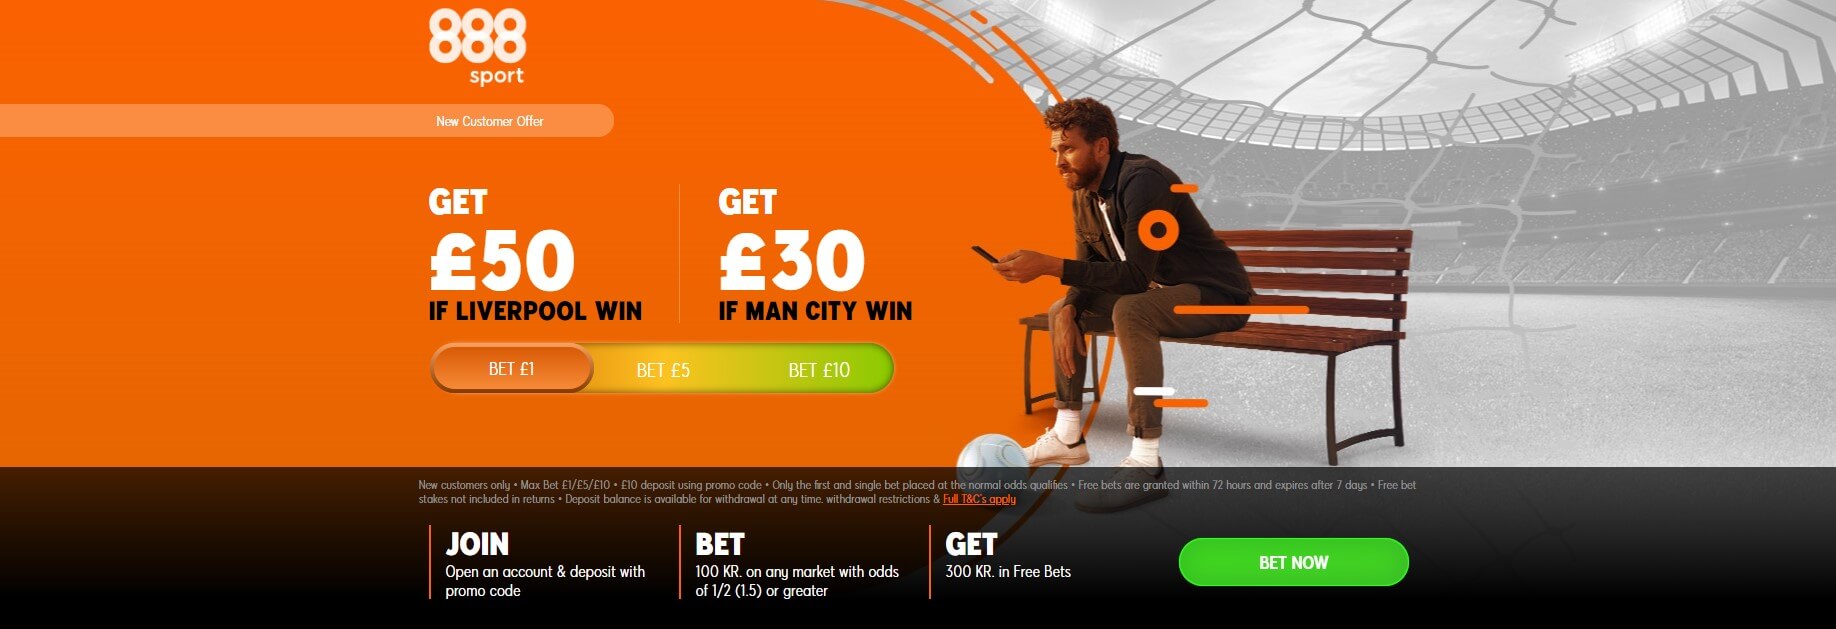 888
sport
New Customer Offer
GET
£50
IF LIVERPOOL WIN
GET
£30
IF MAN CITY WIN
BET £1
BET £5
BET £10
New customers only • Max Bet £1/£5/£10 • £10 deposit using promo code • Only the first and single bet placed at the normal odds qualifies • Free bets are granted within 72 hours and expires after 7 days • Free bet
stakes not included in returns • Deposit balance is available for withdrawal at any time. withdrawal restrictions & Full T&C's apply
JOIN
Open an account & deposit with
promo code
BET
100 KR. on any market with odds
of 1/2 (1.5) or greater
GET
300 KR. in Free Bets
BET NOW